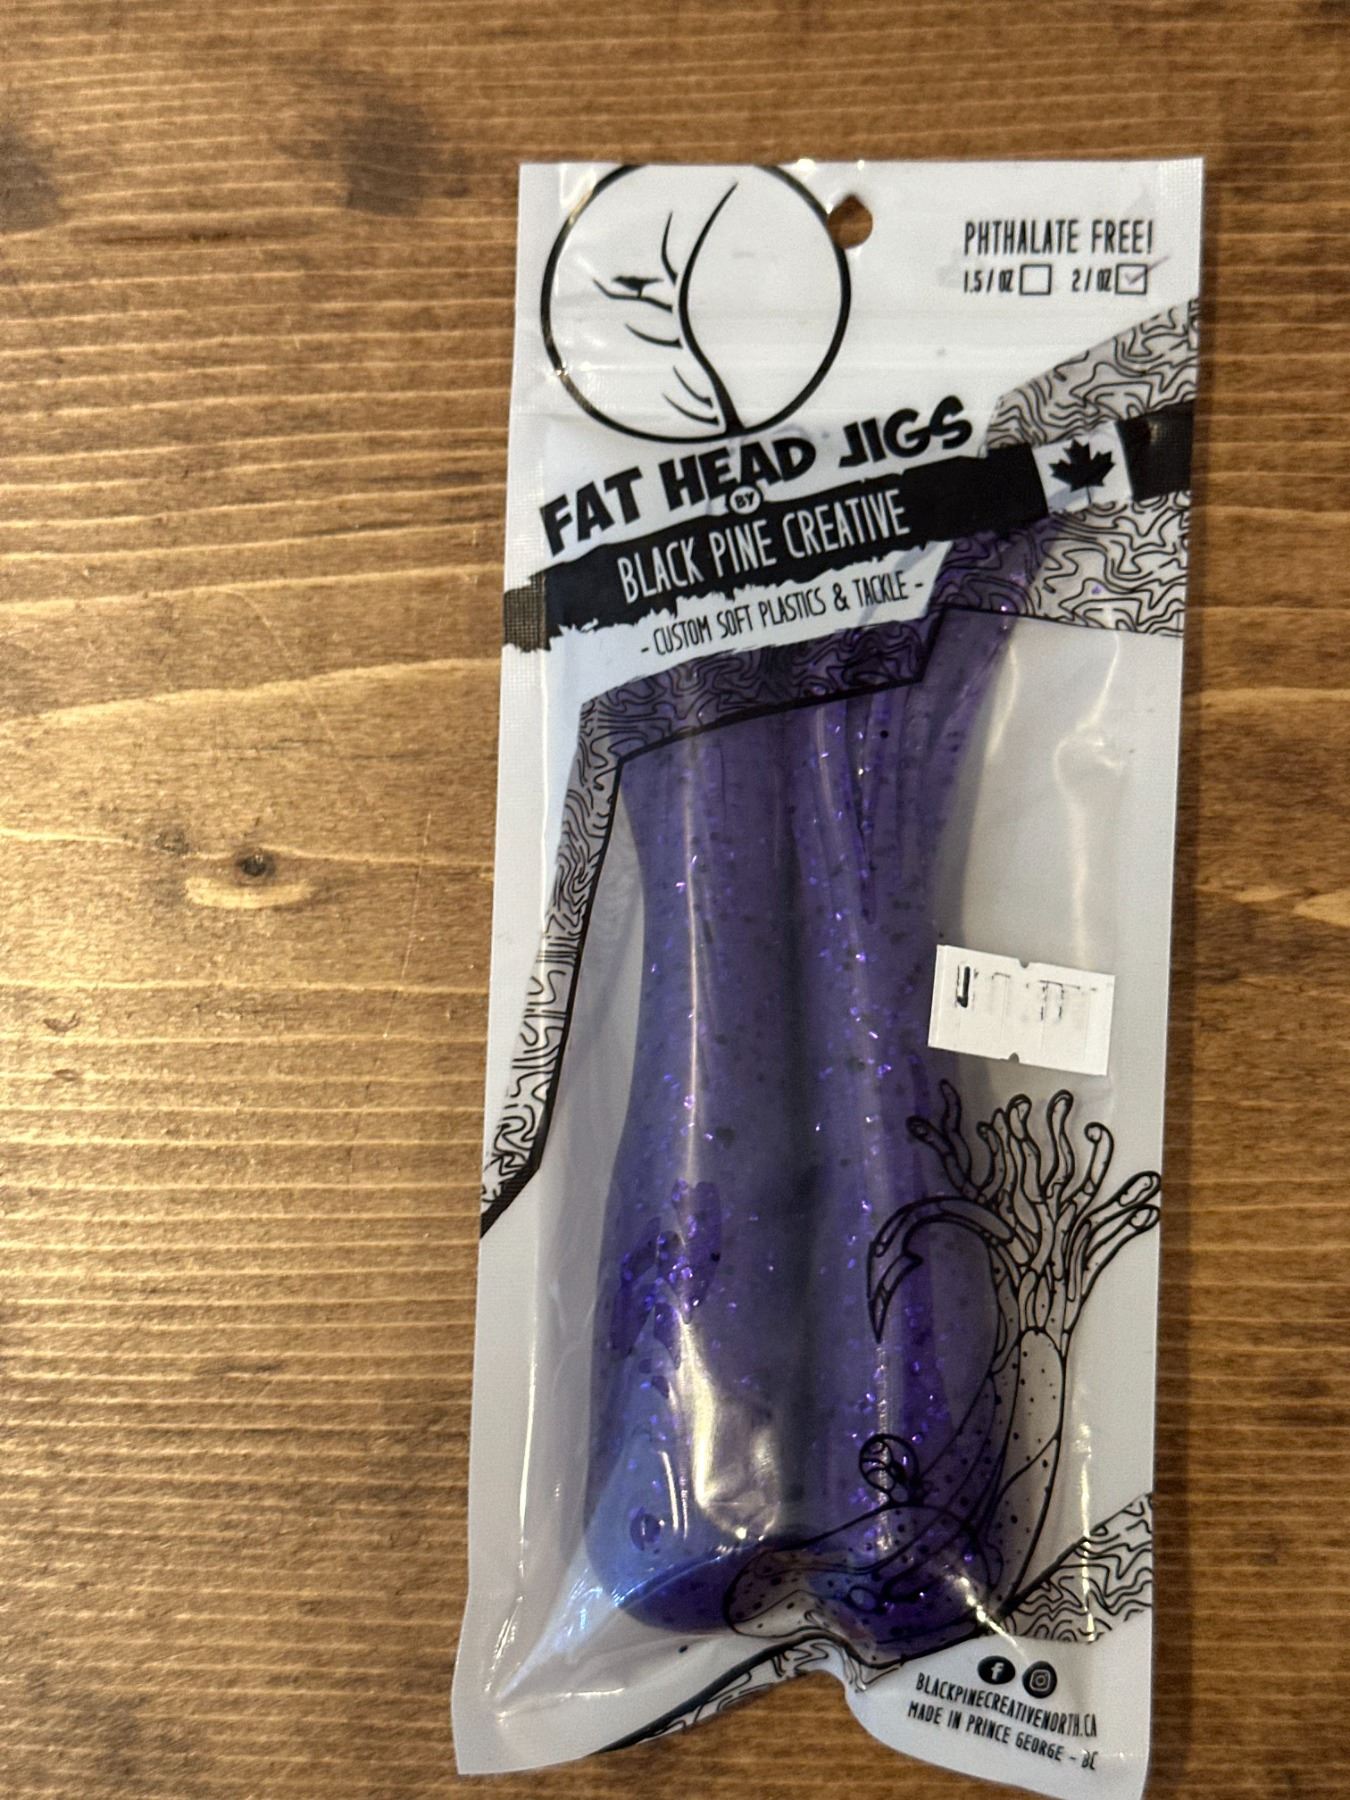 PHTHALATE FREE!
1.5/OZ 2/OZ
FAT HEAD JIGS
BY
BLACK PINE CREATIVE
- CUSTOM SOFT PLASTICS & TACKLE -
BLACKPINECREATIVENORTH.CA
MADE IN PRINCE GEORGE - BC